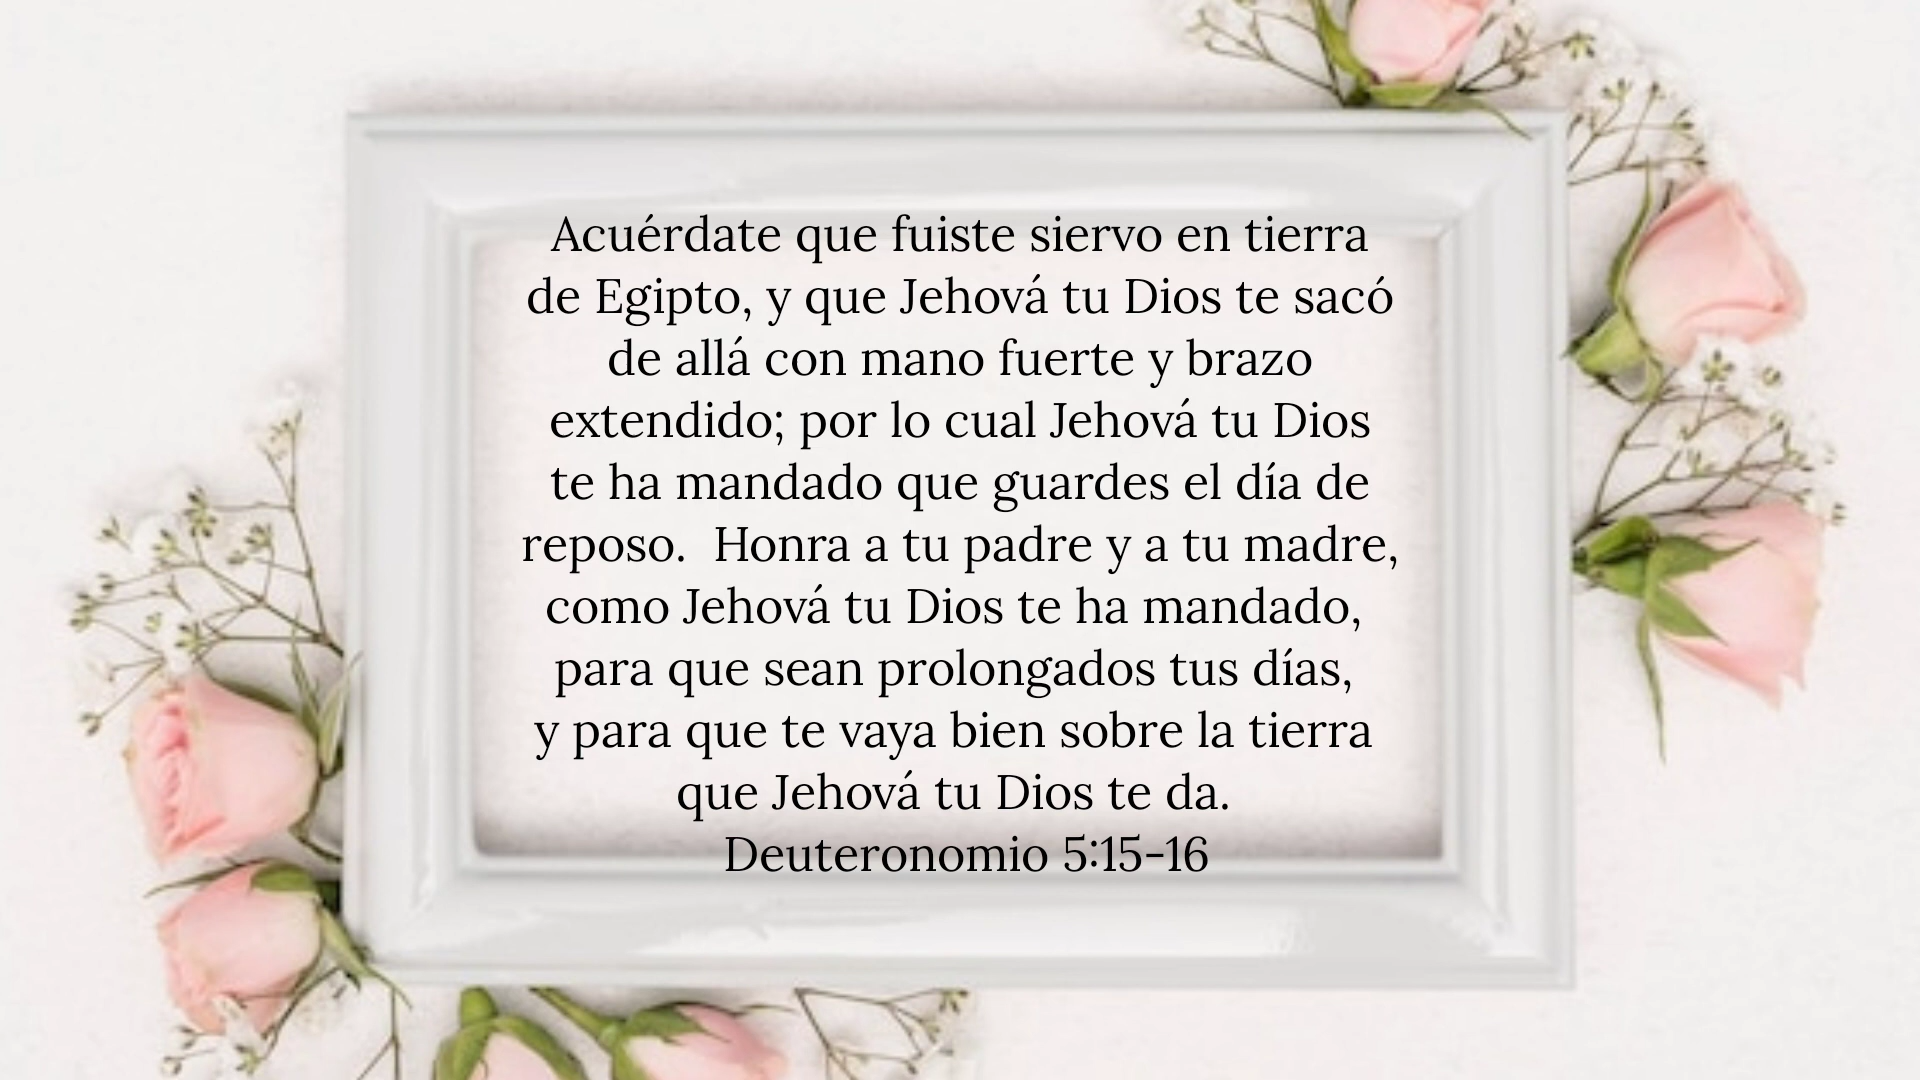 Acuérdate que fuiste siervo en tierra
de Egipto, y que Jehová tu Dios te sacó
de allá con mano fuerte y brazo
extendido; por lo cual Jehová tu Dios
te ha mandado que guardes el día de
reposo.  Honra a tu padre y a tu madre,
como Jehová tu Dios te ha mandado,
para que sean prolongados tus días,
y para que te vaya bien sobre la tierra
que Jehová tu Dios te da.
Deuteronomio 5:15-16